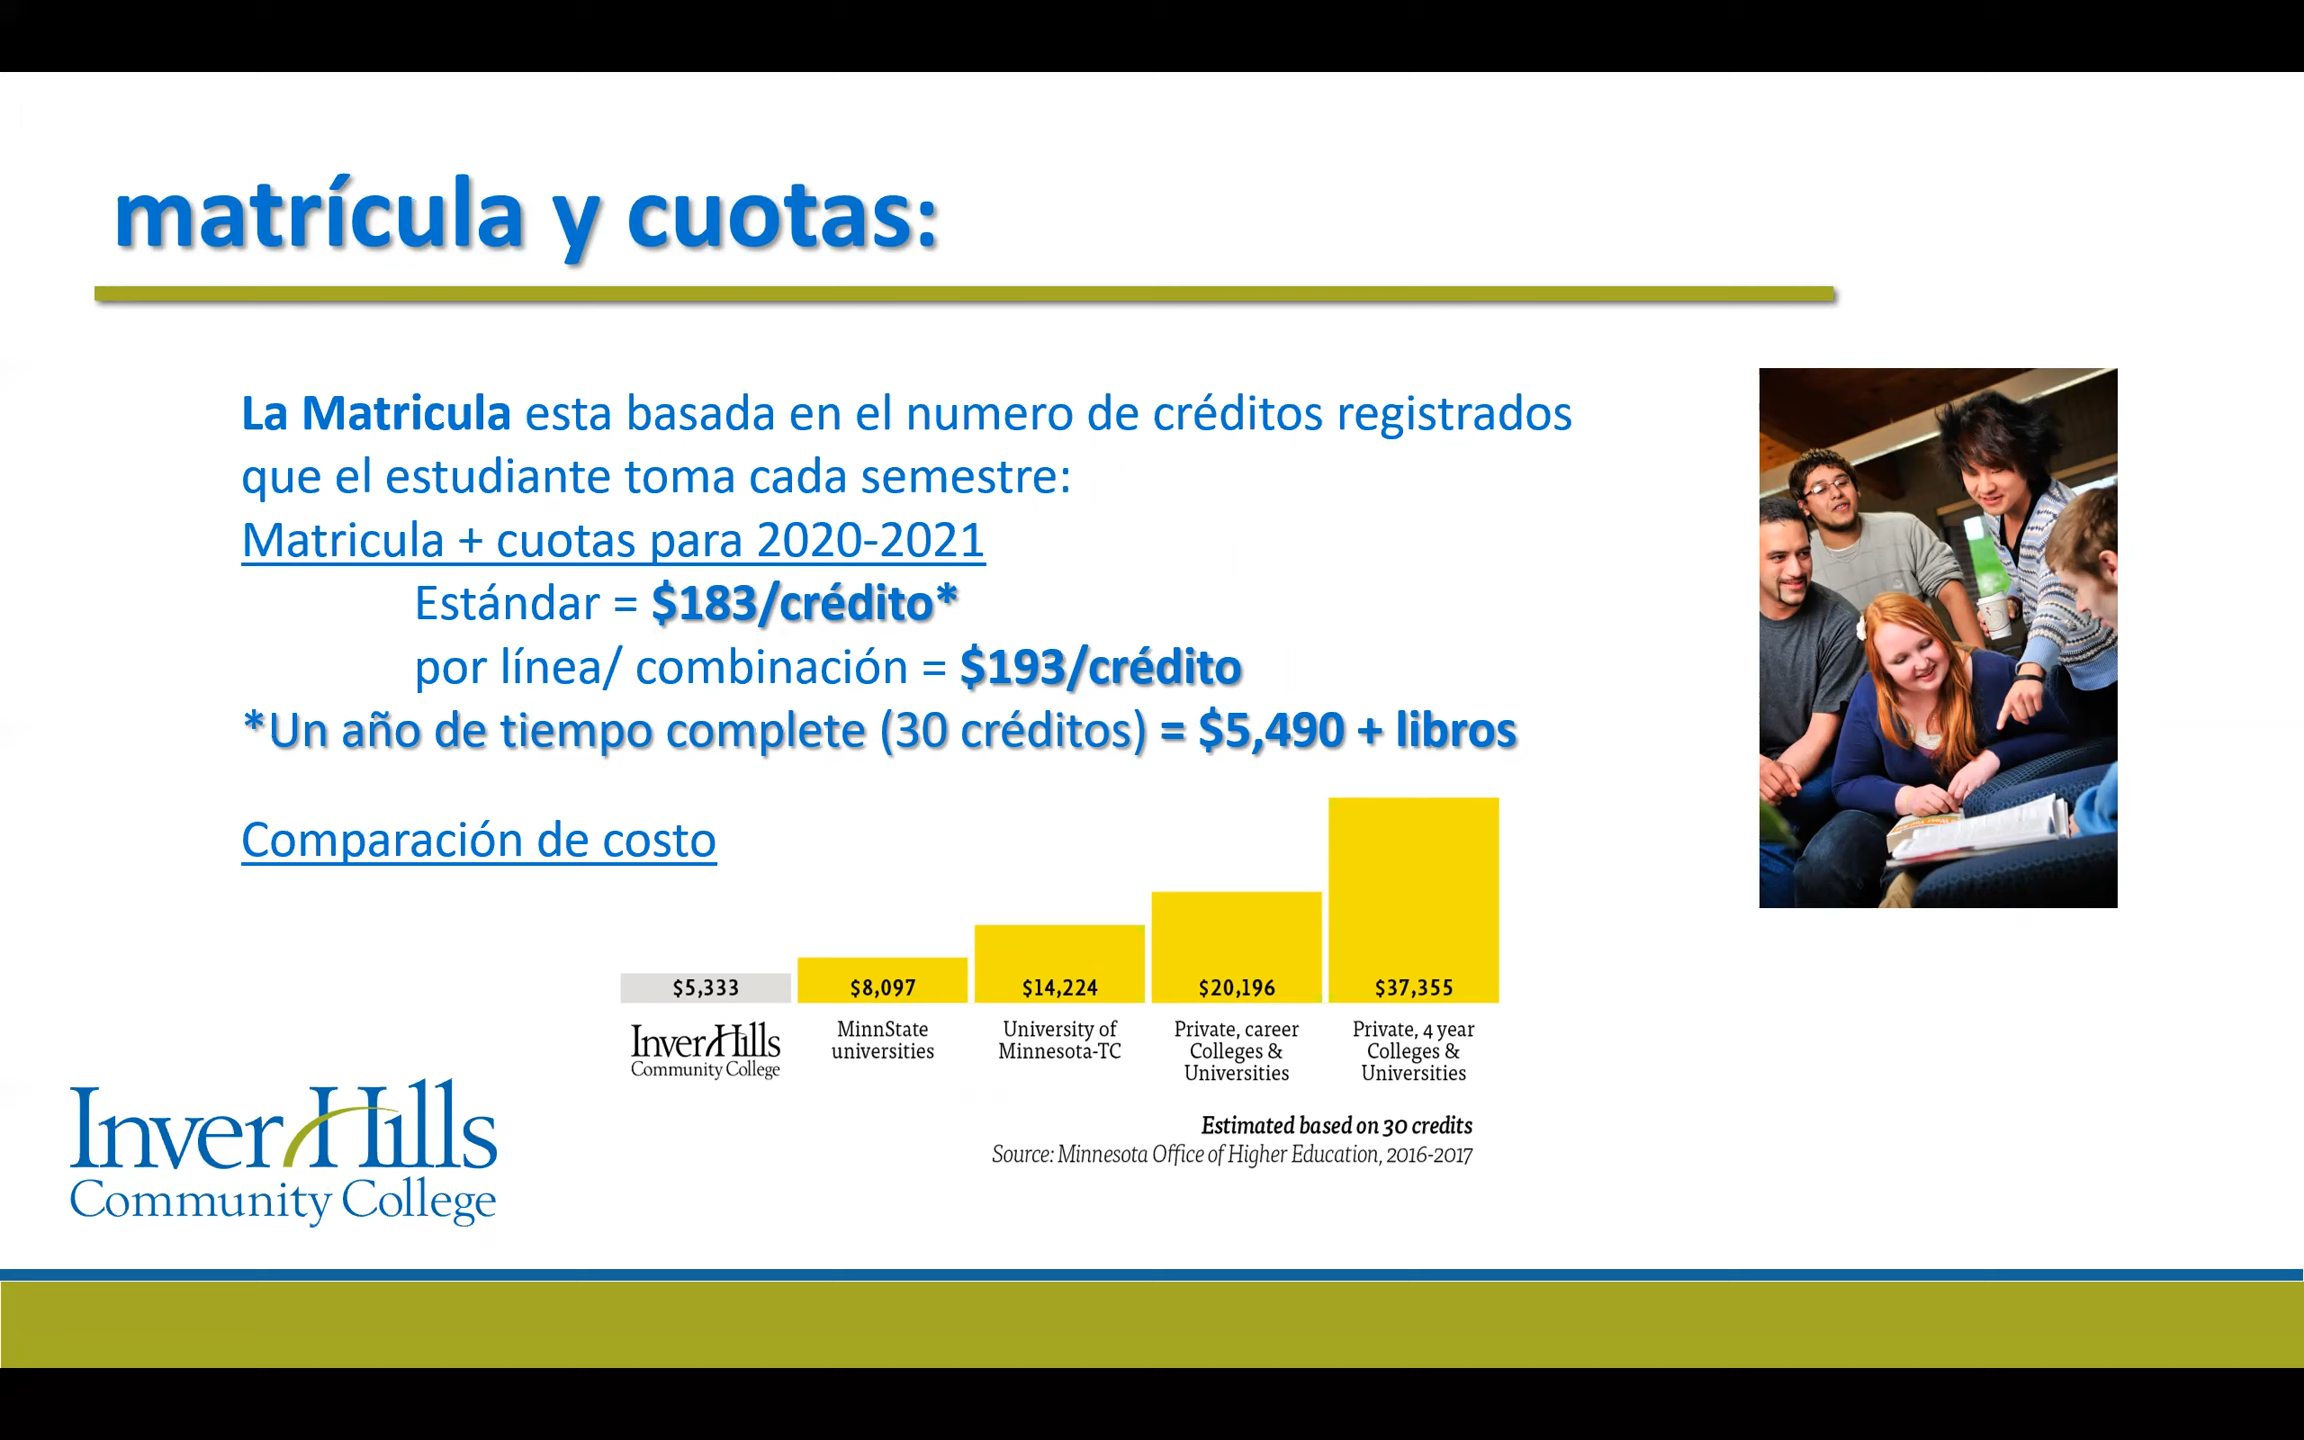 matrícula y cuotas:
La Matricula esta basada en el numero de créditos registrados
que el estudiante toma cada semestre:
Matricula + cuotas para 2020-2021
Estándar = $183/crédito*
por línea/ combinación = $193/crédito
*Un año de tiempo complete (30 créditos) = $5,490 + libros
Comparación de costo
$5,333
$8,097
$14,224
$20,196
$37,355
Inver Hills
Community College
MinnState
universities
University of
Minnesota-TC
Private, career
Colleges &
Universities
Private, 4 year
Colleges &
Universities
Estimated based on 30 credits
Source: Minnesota Office of Higher Education, 2016-2017
Inver Hills
Community College